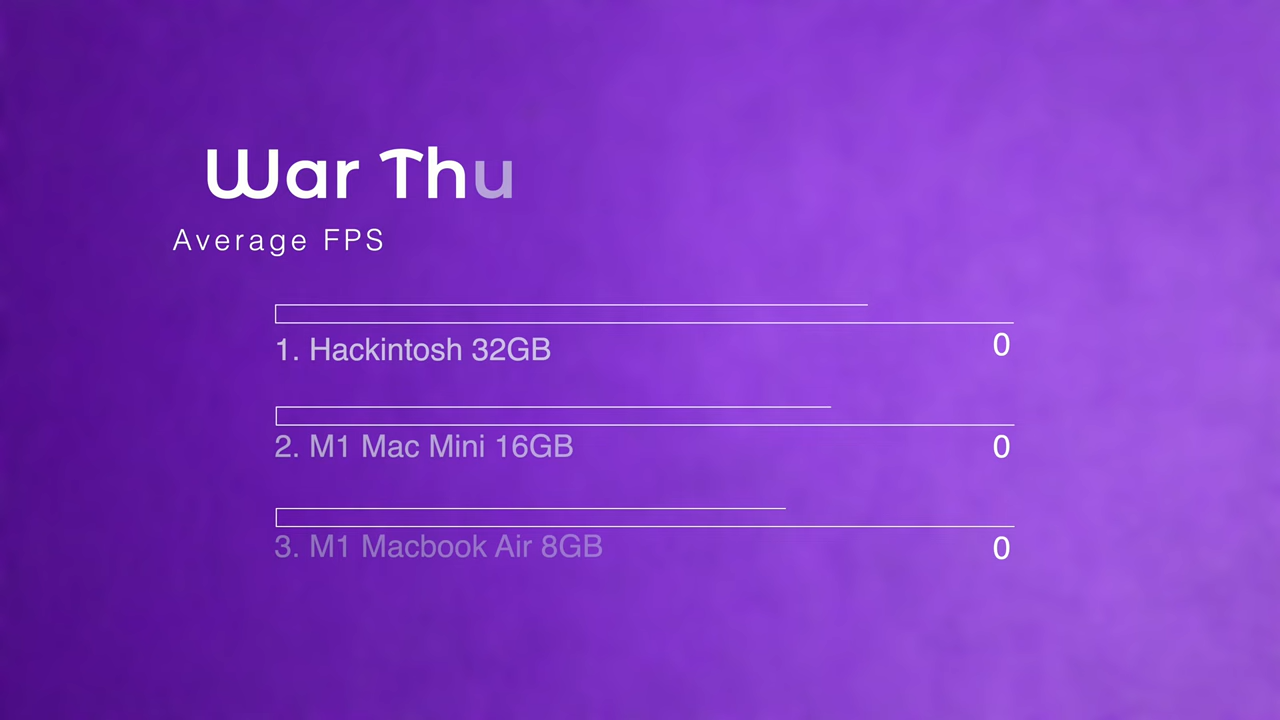 War Thu
Average FPS
1. Hackintosh 32GB
0
2. M1 Mac Mini 16GB
0
3. M1 Macbook Air 8GB
0